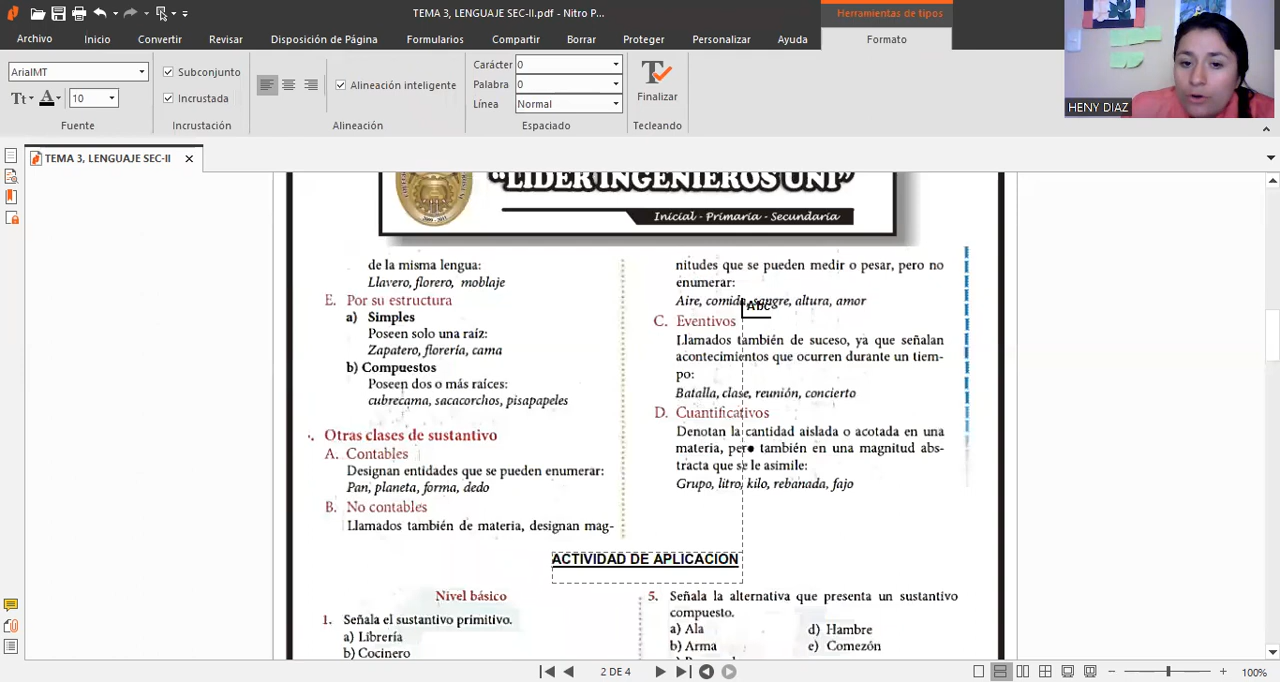 TEMA 3, LENGUAJE SEC-II.pdf - Nitro P...
Herramientas de tipos
Archivo
Inicio
Convertir
Revisar
Disposición de Página
Formularios
Compartir
Borrar
Proteger
Personalizar
Ayuda
Formato
ArialMT
Subconjunto
Tt
A
10
Incrustada
Fuente
Incrustación
Alineación inteligente
Alineación
Carácter 0
Palabra 0
Línea Normal
Espaciado
Finalizar
Tecleando
HENY DIAZ
TEMA 3, LENGUAJE SEC-II
"LIDER INGENIEROS UNI"
Inicial - Primaria - Secundaria
de la misma lengua:
Llavero, florero, moblaje
E. Por su estructura
a) Simples
Poseen solo una raíz:
Zapatero, florería, cama
b) Compuestos
Poseen dos o más raíces:
cubrecama, sacacorchos, pisapapeles
. Otras clases de sustantivo
A. Contables
Designan entidades que se pueden enumerar:
Pan, planeta, forma, dedo
B. No contables
Llamados también de materia, designan mag-
nitudes que se pueden medir o pesar, pero no
enumerar:
Aire, comida, sangre, altura, amor
Abc
C. Eventivos
Llamados también de suceso, ya que señalan
acontecimientos que ocurren durante un tiem-
po:
Batalla, clase, reunión, concierto
D. Cuantificativos
Denotan la cantidad aislada o acotada en una
materia, pero también en una magnitud abs-
tracta que se le asimile:
Grupo, litro, kilo, rebanada, fajo
ACTIVIDAD DE APLICACIÓN
Nivel básico
1. Señala el sustantivo primitivo.
a) Librería
b) Cocinero
5. Señala la alternativa que presenta un sustantivo
compuesto.
a) Ala d) Hambre
b) Arma e) Comezón
2 DE 4
100%